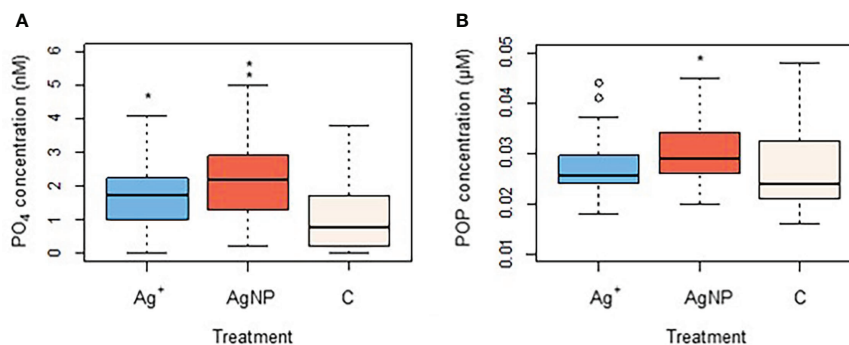 A
PO4 concentration (nM)
6
5
4
3
2
1
0
*
*
*
Ag+
AgNP
C
Treatment
B
POP concentration (µM)
0.05
0.04
0.03
0.02
0.01
*
Ag+
AgNP
C
Treatment